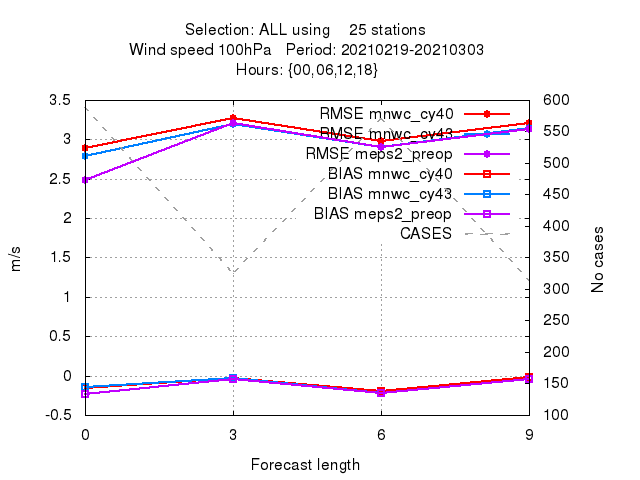 Selection: ALL using    25 stations
Wind speed 100hPa   Period: 20210219-20210303
Hours: {00,06,12,18}
3.5
3
2.5
2
1.5
1
0.5
0
-0.5
m/s
RMSE mnwc_cy40
RMSE mnwc_cy43
RMSE meps2_preop
BIAS mnwc_cy40
BIAS mnwc_cy43
BIAS meps2_preop
CASES
600
550
500
450
400
350
300
250
200
150
100
No cases
0 3 6 9
Forecast length